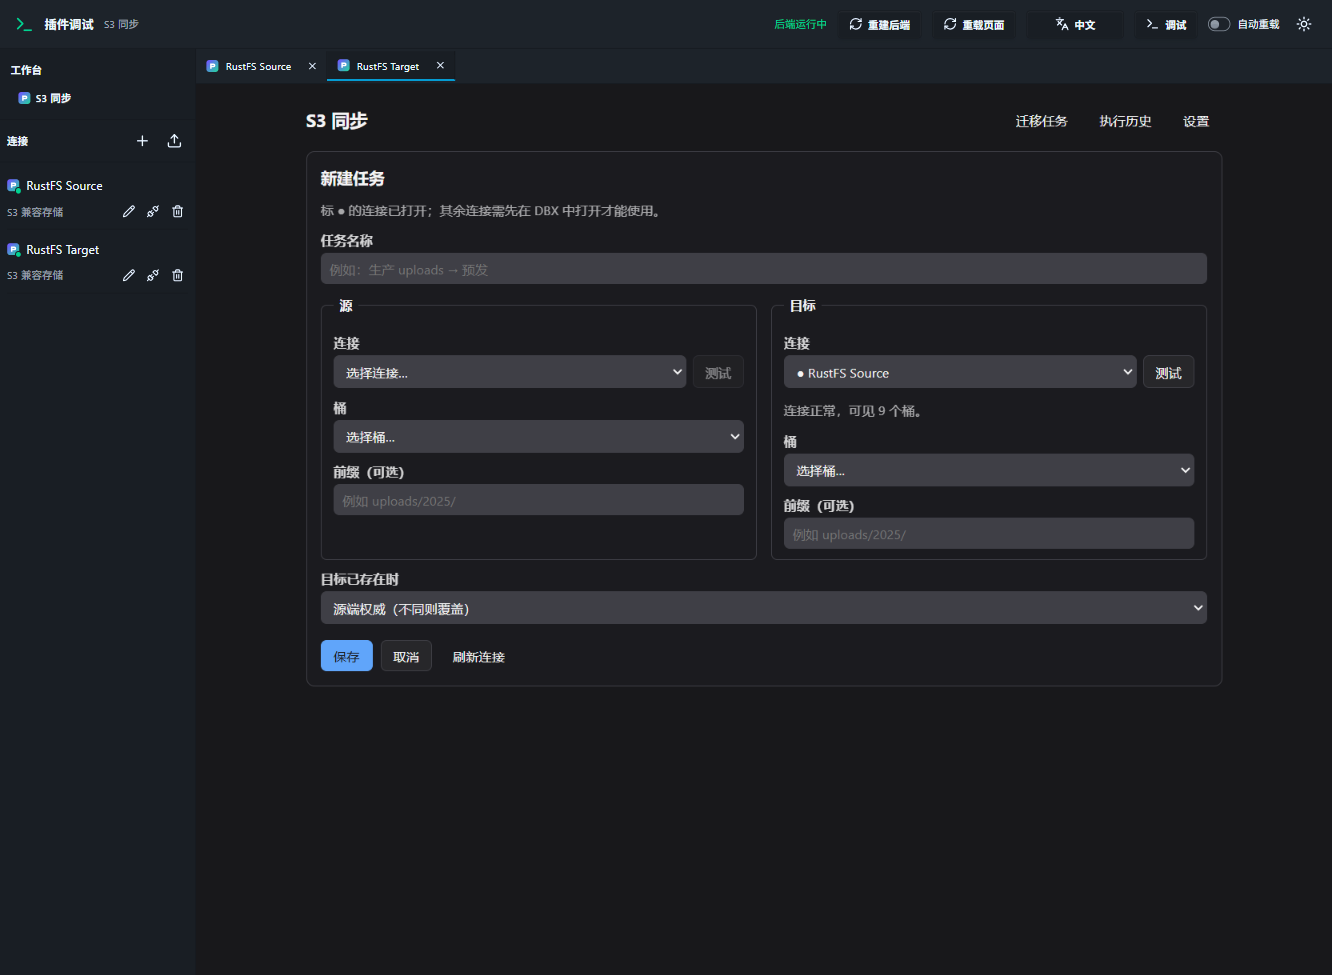 插件调试 S3 同步 后端运行中 重建后端 重载页面 中文 调试 自动重载
工作台
S3 同步
连接
RustFS Source
S3 兼容存储
RustFS Target
S3 兼容存储
RustFS Source RustFS Target
S3 同步 迁移任务 执行历史 设置
新建任务
标 ● 的连接已打开；其余连接需先在 DBX 中打开才能使用。
任务名称
例如：生产 uploads → 预发
源
连接
选择连接... 测试
桶
选择桶...
前缀（可选）
例如 uploads/2025/
目标
连接
● RustFS Source 测试
连接正常，可见 9 个桶。
桶
选择桶...
前缀（可选）
例如 uploads/2025/
目标已存在时
源端权威（不同则覆盖）
保存 取消 刷新连接